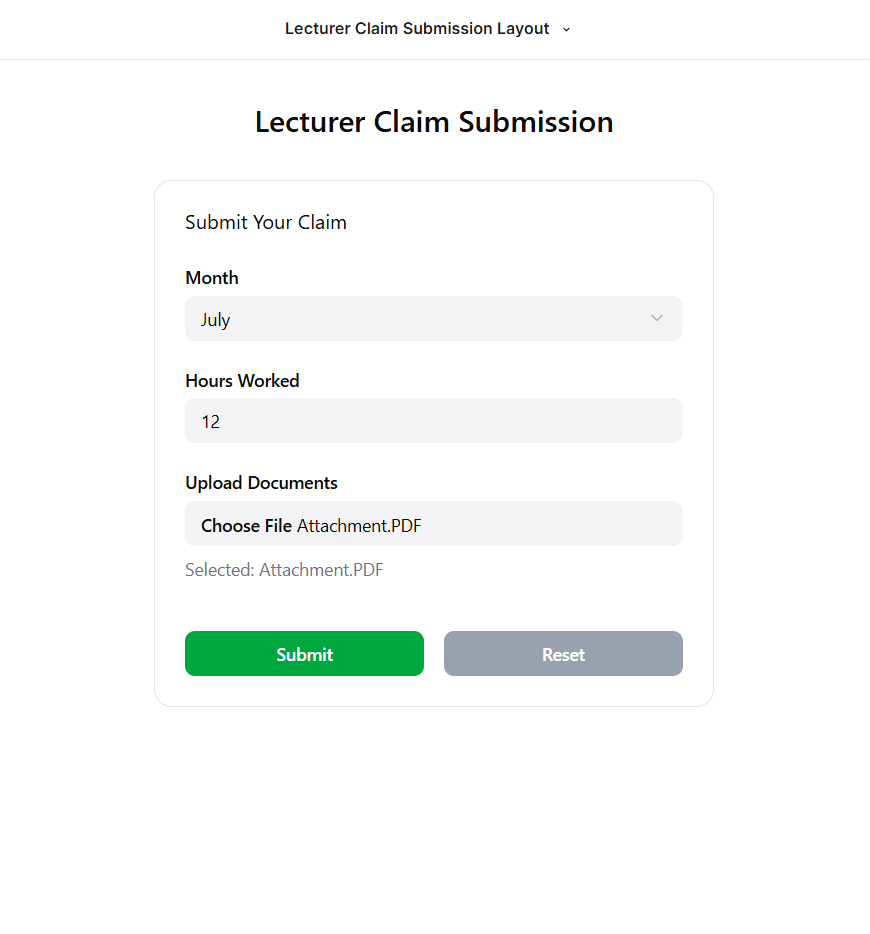 Lecturer Claim Submission Layout
Lecturer Claim Submission
Submit Your Claim
Month
July
Hours Worked
12
Upload Documents
Choose File Attachment.PDF
Selected: Attachment.PDF
Submit Reset